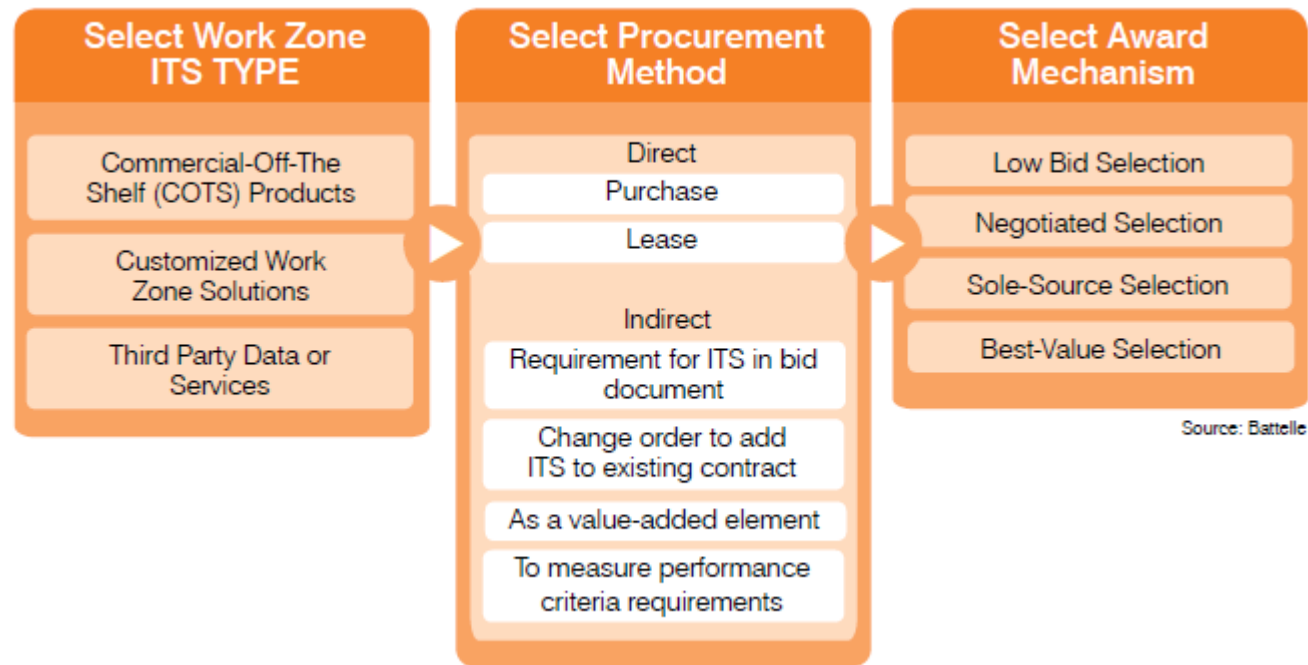 Select Work Zone
ITS TYPE
Commercial-Off-The
Shelf (COTS) Products
Customized Work
Zone Solutions
Third Party Data or
Services
Select Procurement
Method
Direct
Purchase
Lease
Indirect
Requirement for ITS in bid
document
Change order to add
ITS to existing contract
As a value-added element
To measure performance
criteria requirements
Select Award
Mechanism
Low Bid Selection
Negotiated Selection
Sole-Source Selection
Best-Value Selection
Source: Battelle